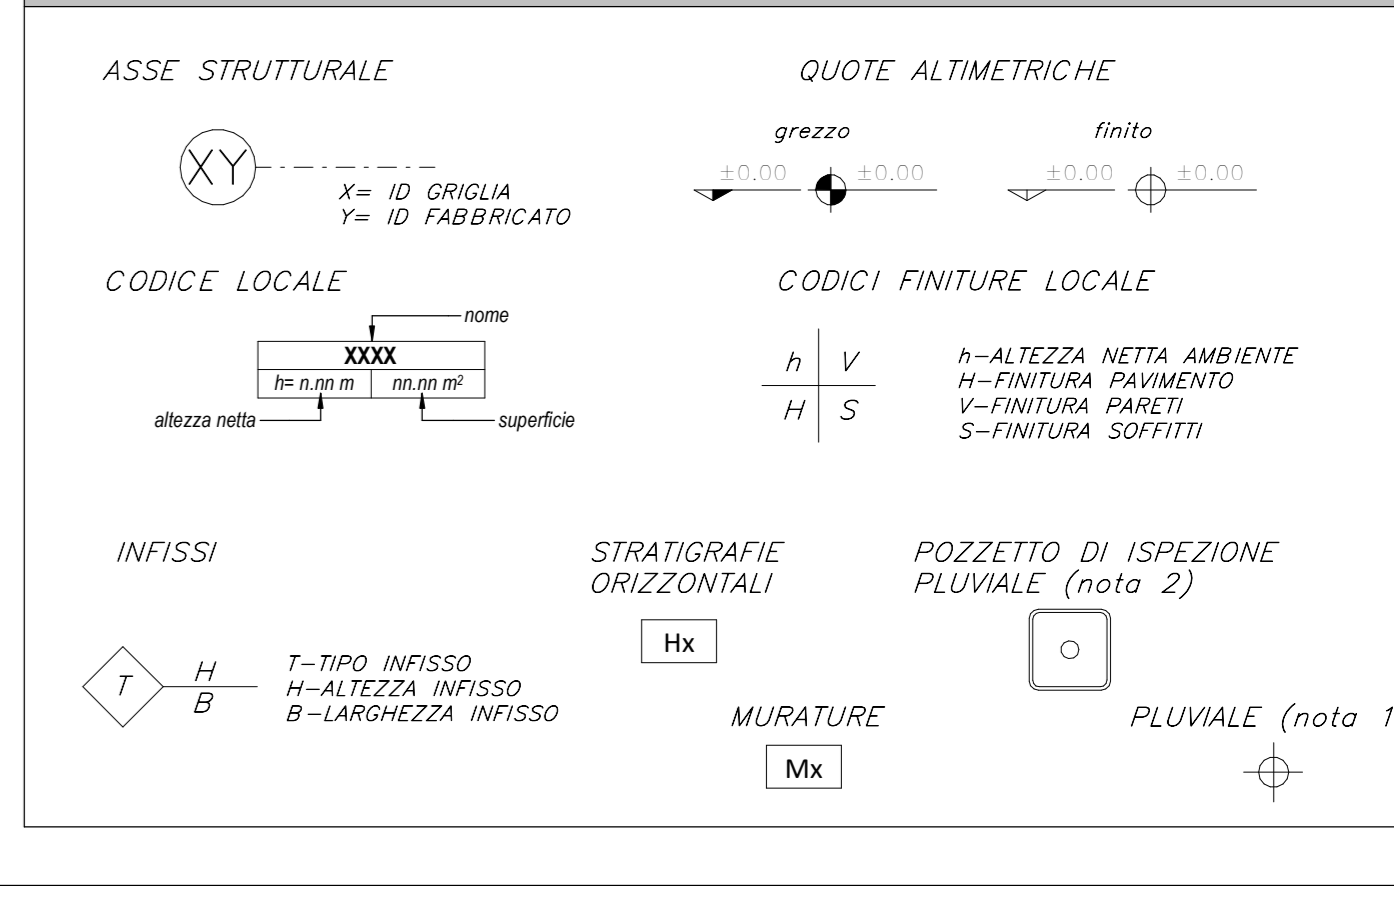 ASSE STRUTTURALE
XY
X= ID GRIGLIA
Y= ID FABBRICATO
QUOTE ALTIMETRICHE
grezzo
finito
±0.00 ±0.00 ±0.00 ±0.00
CODICE LOCALE
nome
XXXX
h= n.nn m nn.nn m²
altezza netta superficie
CODICI FINITURE LOCALE
h V
H S
h-ALTEZZA NETTA AMBIENTE
H-FINITURA PAVIMENTO
V-FINITURA PARETI
S-FINITURA SOFFITTI
INFISSI
T
H
B
T-TIPO INFISSO
H-ALTEZZA INFISSO
B-LARGHEZZA INFISSO
STRATIGRAFIE
ORIZZONTALI
Hx
MURATURE
Mx
POZZETTO DI ISPEZIONE
PLUVIALE (nota 2)
PLUVIALE (nota 1